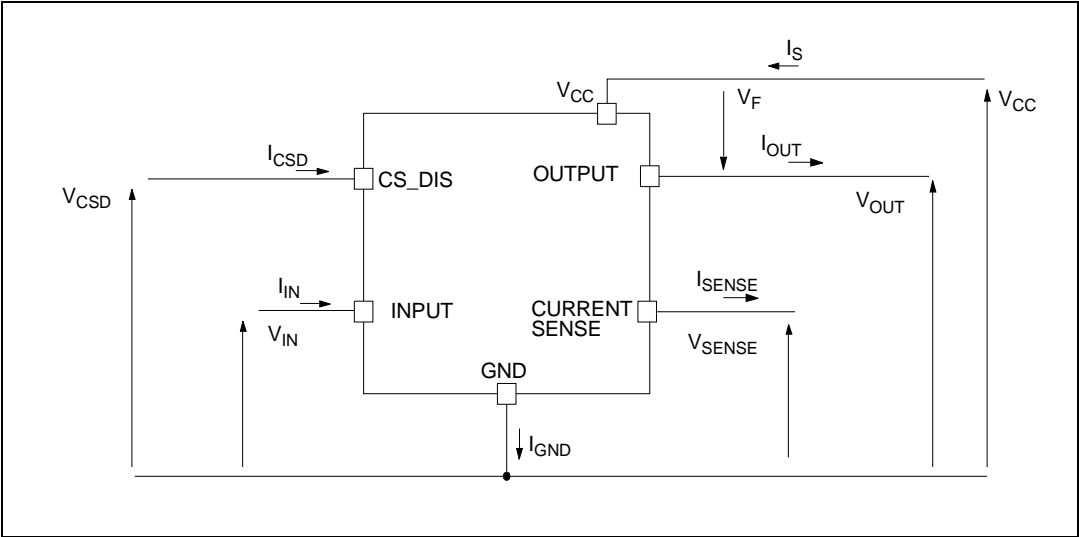 I_S
V_CC
V_F
V_CC
I_OUT
I_CSD
CS_DIS
OUTPUT
V_CSD
V_OUT
I_IN
I_SENSE
INPUT
CURRENT
SENSE
V_IN
V_SENSE
GND
I_GND